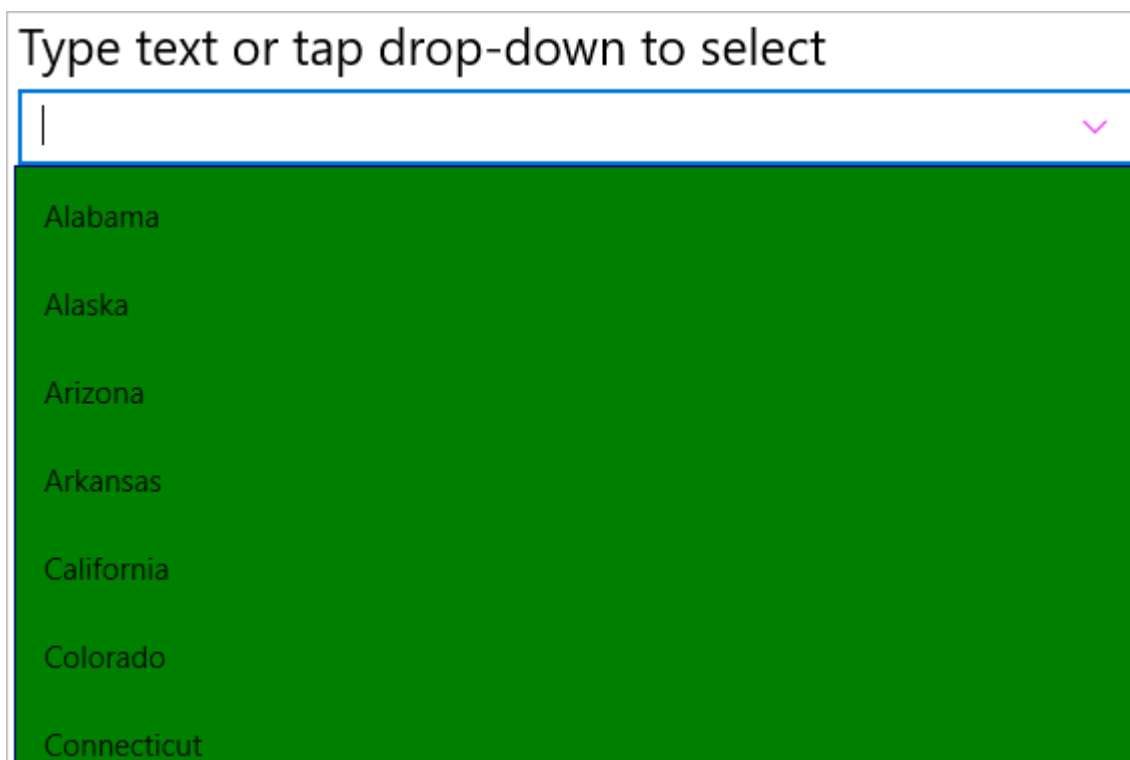 Type text or tap drop-down to select
Alabama
Alaska
Arizona
Arkansas
California
Colorado
Connecticut